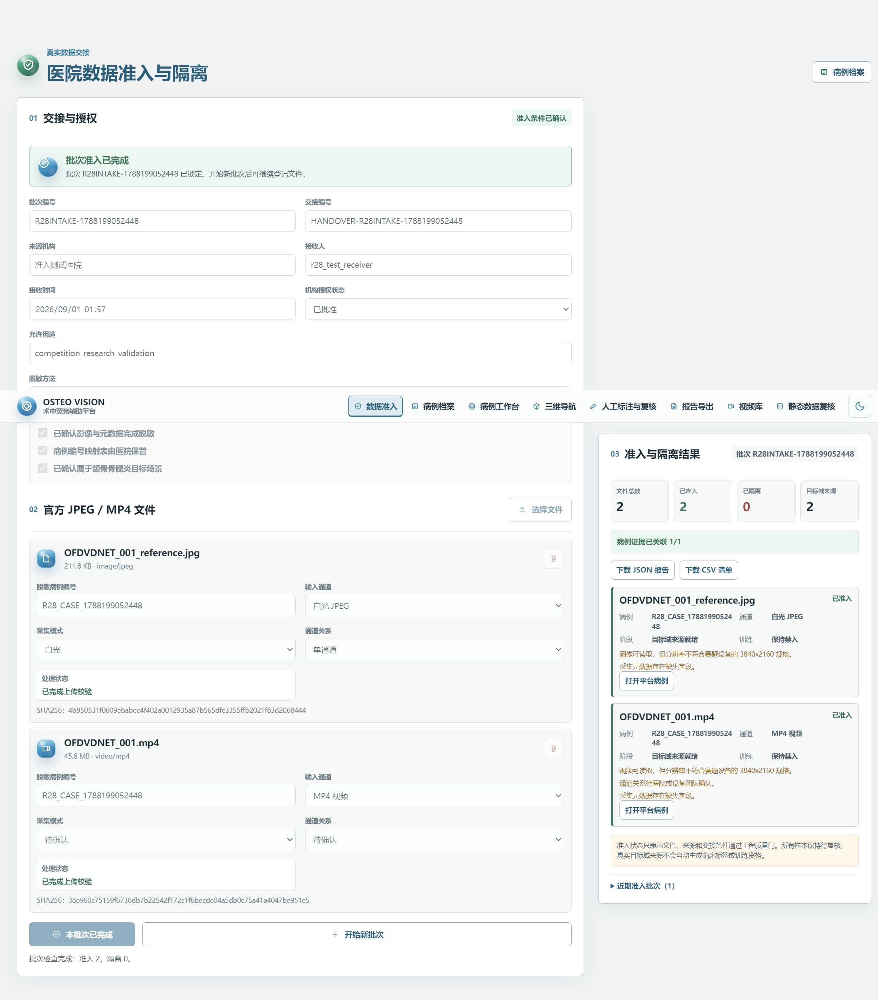 真实数据交接
医院数据准入与隔离
病例档案
01 交接与授权
准入条件已确认
批次准入已完成
批次 R28INTAKE-1788199052448 已锁定。开始新批次后可继续登记文件。
批次编号
R28INTAKE-1788199052448
交接编号
HANDOVER-R28INTAKE-1788199052448
来源机构
准入测试医院
接收人
r28_test_receiver
接收时间
2026/09/01 01:57
机构授权状态
已批准
允许用途
competition_research_validation
脱敏方法
OSTEO VISION
术中荧光辅助平台
数据准入
病例档案
病例工作台
三维导航
人工标注与复核
报告导出
视频库
静态数据复核
已确认影像与元数据完成脱敏
病例编号映射表由医院保管
已确认属于颌骨骨髓炎目标场景
02 官方 JPEG / MP4 文件
选择文件
OFDVDNET_001_reference.jpg
211.8 KB · image/jpeg
脱敏病例编号
R28_CASE_1788199052448
输入通道
白光 JPEG
采集模式
白光
通道关系
单通道
处理状态
已完成上传校验
SHA256：4b950531f0609ebabec4f402a0012935a87b565dfc3355ffb2021f83d2068444
OFDVDNET_001.mp4
45.6 MB · video/mp4
脱敏病例编号
R28_CASE_1788199052448
输入通道
MP4 视频
采集模式
待确认
通道关系
待确认
处理状态
已完成上传校验
SHA256：38e960c75159f6730db7b22542f172c1f6becde04a5db0c75a41a4047be951e5
本批次已完成
开始新批次
批次检查完成：准入 2，隔离 0。
03 准入与隔离结果
批次 R28INTAKE-1788199052448
文件总数
2
已准入
2
已隔离
0
目标域来源
2
病例证据已关联 1/1
下载 JSON 报告
下载 CSV 清单
OFDVDNET_001_reference.jpg
已准入
病例 R28_CASE_17881990524 通道 白光 JPEG
48
阶段 目标域来源就绪 训练 保持禁入
图像可读取，但分辨率不符合赛题设备的 3840x2160 规格。
采集元数据存在缺失字段。
打开平台病例
OFDVDNET_001.mp4
已准入
病例 R28_CASE_17881990524 通道 MP4 视频
48
阶段 目标域来源就绪 训练 保持禁入
视频可读取，但分辨率不符合赛题设备的 3840x2160 规格。
通道关系待医院或设备团队确认。
采集元数据存在缺失字段。
打开平台病例
准入状态只表示文件、来源和交接条件通过工程质量门。所有样本保持待复核，
真实目标域来源不会自动生成临床标签或训练资格。
近期准入批次（1）